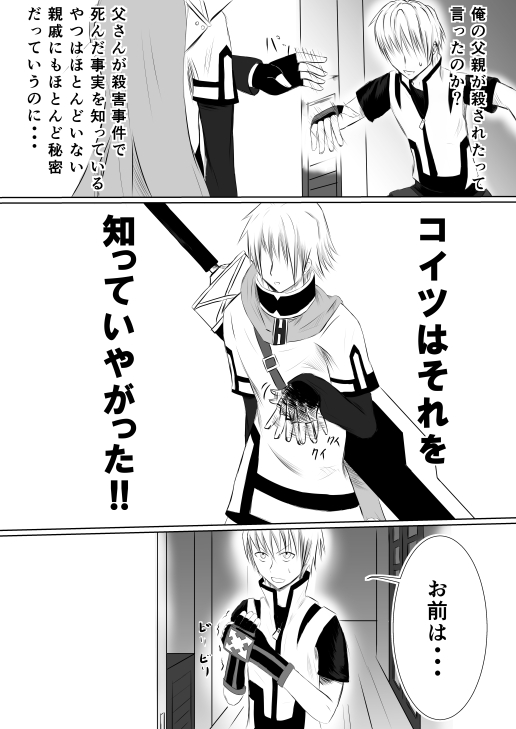 俺の父親が殺されたって
言ったのか？
父さんが殺害事件で
死んだ事実を知っている
やつはほとんどいない
親戚にもほとんど秘密
だっていうのに・・・
コイツはそれを
知っていやがった!!
クイ
クイ
お前は・・・
ビリ
ビリ